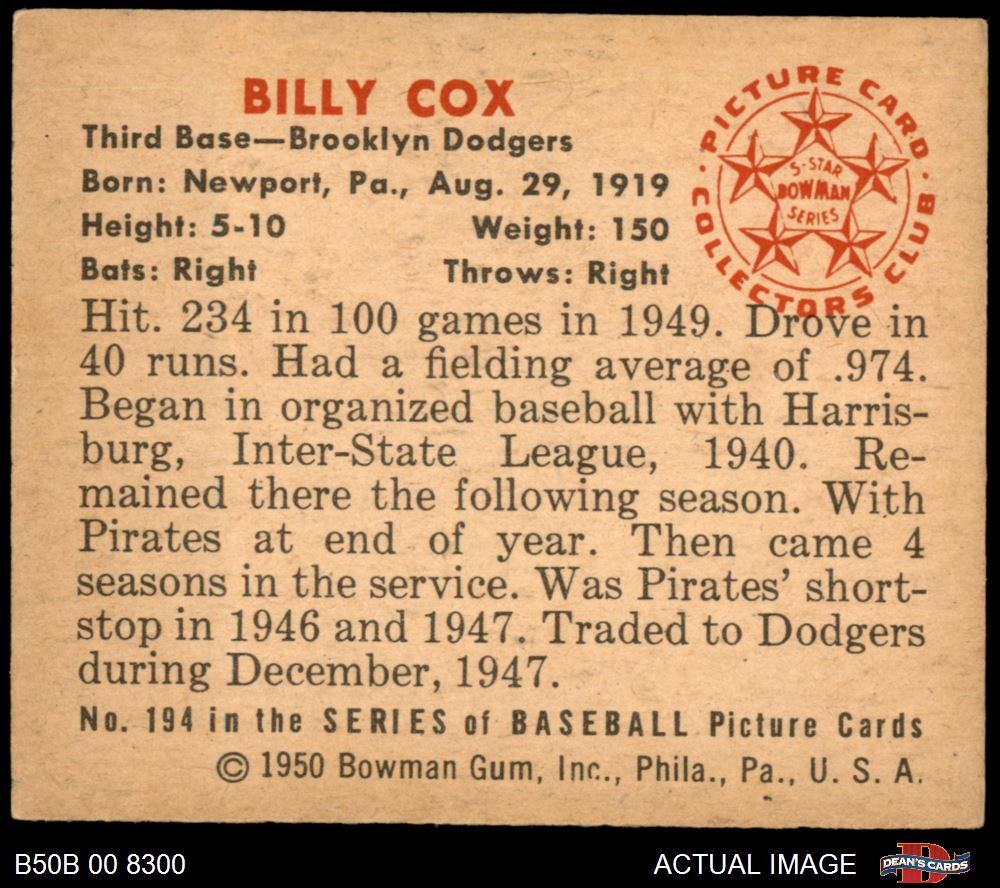 BILLY COX
Third Base—Brooklyn Dodgers
Born: Newport, Pa., Aug. 29, 1919
Height: 5-10 Weight: 150
Bats: Right Throws: Right
PICTURE CARD
COLLECTORS CLUB
5-STAR
BOWMAN
SERIES
Hit. 234 in 100 games in 1949. Drove in
40 runs. Had a fielding average of .974.
Began in organized baseball with Harris-
burg, Inter-State League, 1940. Re-
mained there the following season. With
Pirates at end of year. Then came 4
seasons in the service. Was Pirates' short-
stop in 1946 and 1947. Traded to Dodgers
during December, 1947.
No. 194 in the SERIES of BASEBALL Picture Cards
© 1950 Bowman Gum, Inc., Phila., Pa., U. S. A.
B50B 00 8300 ACTUAL IMAGE
D
DEAN'S CARDS